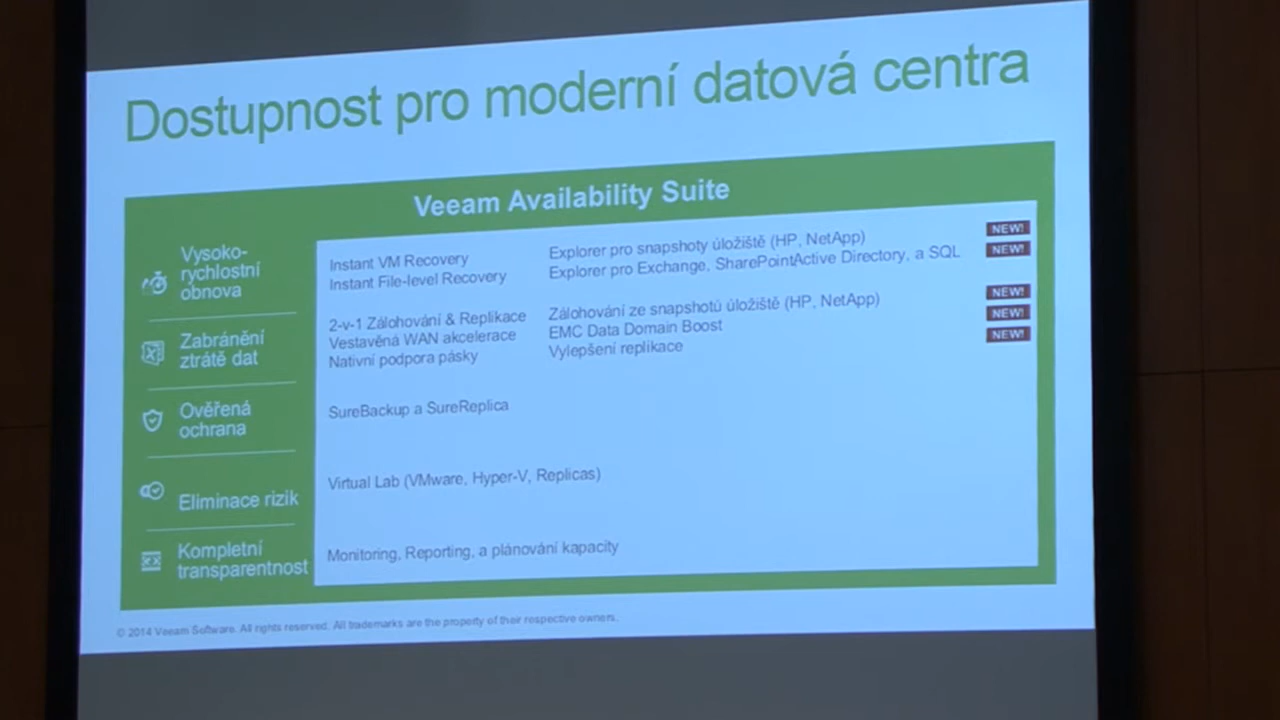 Dostupnost pro moderní datová centra
Veeam Availability Suite
Vysoko-
rychlostní
obnova
Instant VM Recovery
Instant File-level Recovery
Explorer pro snapshoty úložiště (HP, NetApp) NEW!
Explorer pro Exchange, SharePointActive Directory, a SQL NEW!
Zabránění
ztrátě dat
2-v-1 Zálohování & Replikace
Vestavěná WAN akcelerace
Nativní podpora pásky
Zálohování ze snapshotů úložiště (HP, NetApp) NEW!
EMC Data Domain Boost NEW!
Vylepšení replikace NEW!
Ověřená
ochrana
SureBackup a SureReplica
Eliminace rizik
Virtual Lab (VMware, Hyper-V, Replicas)
Kompletní
transparentnost
Monitoring, Reporting, a plánování kapacity
© 2014 Veeam Software. All rights reserved. All trademarks are the property of their respective owners.